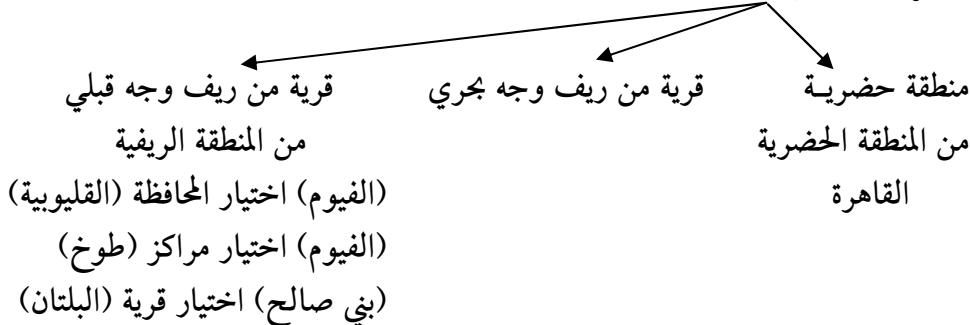 منطقة حضريـة قرية من ريف وجه بحري قرية من ريف وجه قبلي
من المنطقة الحضرية من المنطقة الريفية
القاهرة (الفيوم) اختيار المحافظة (القليوبية)
(الفيوم) اختيار مراكز (طوخ)
(بني صالح) اختيار قرية (البلتان)